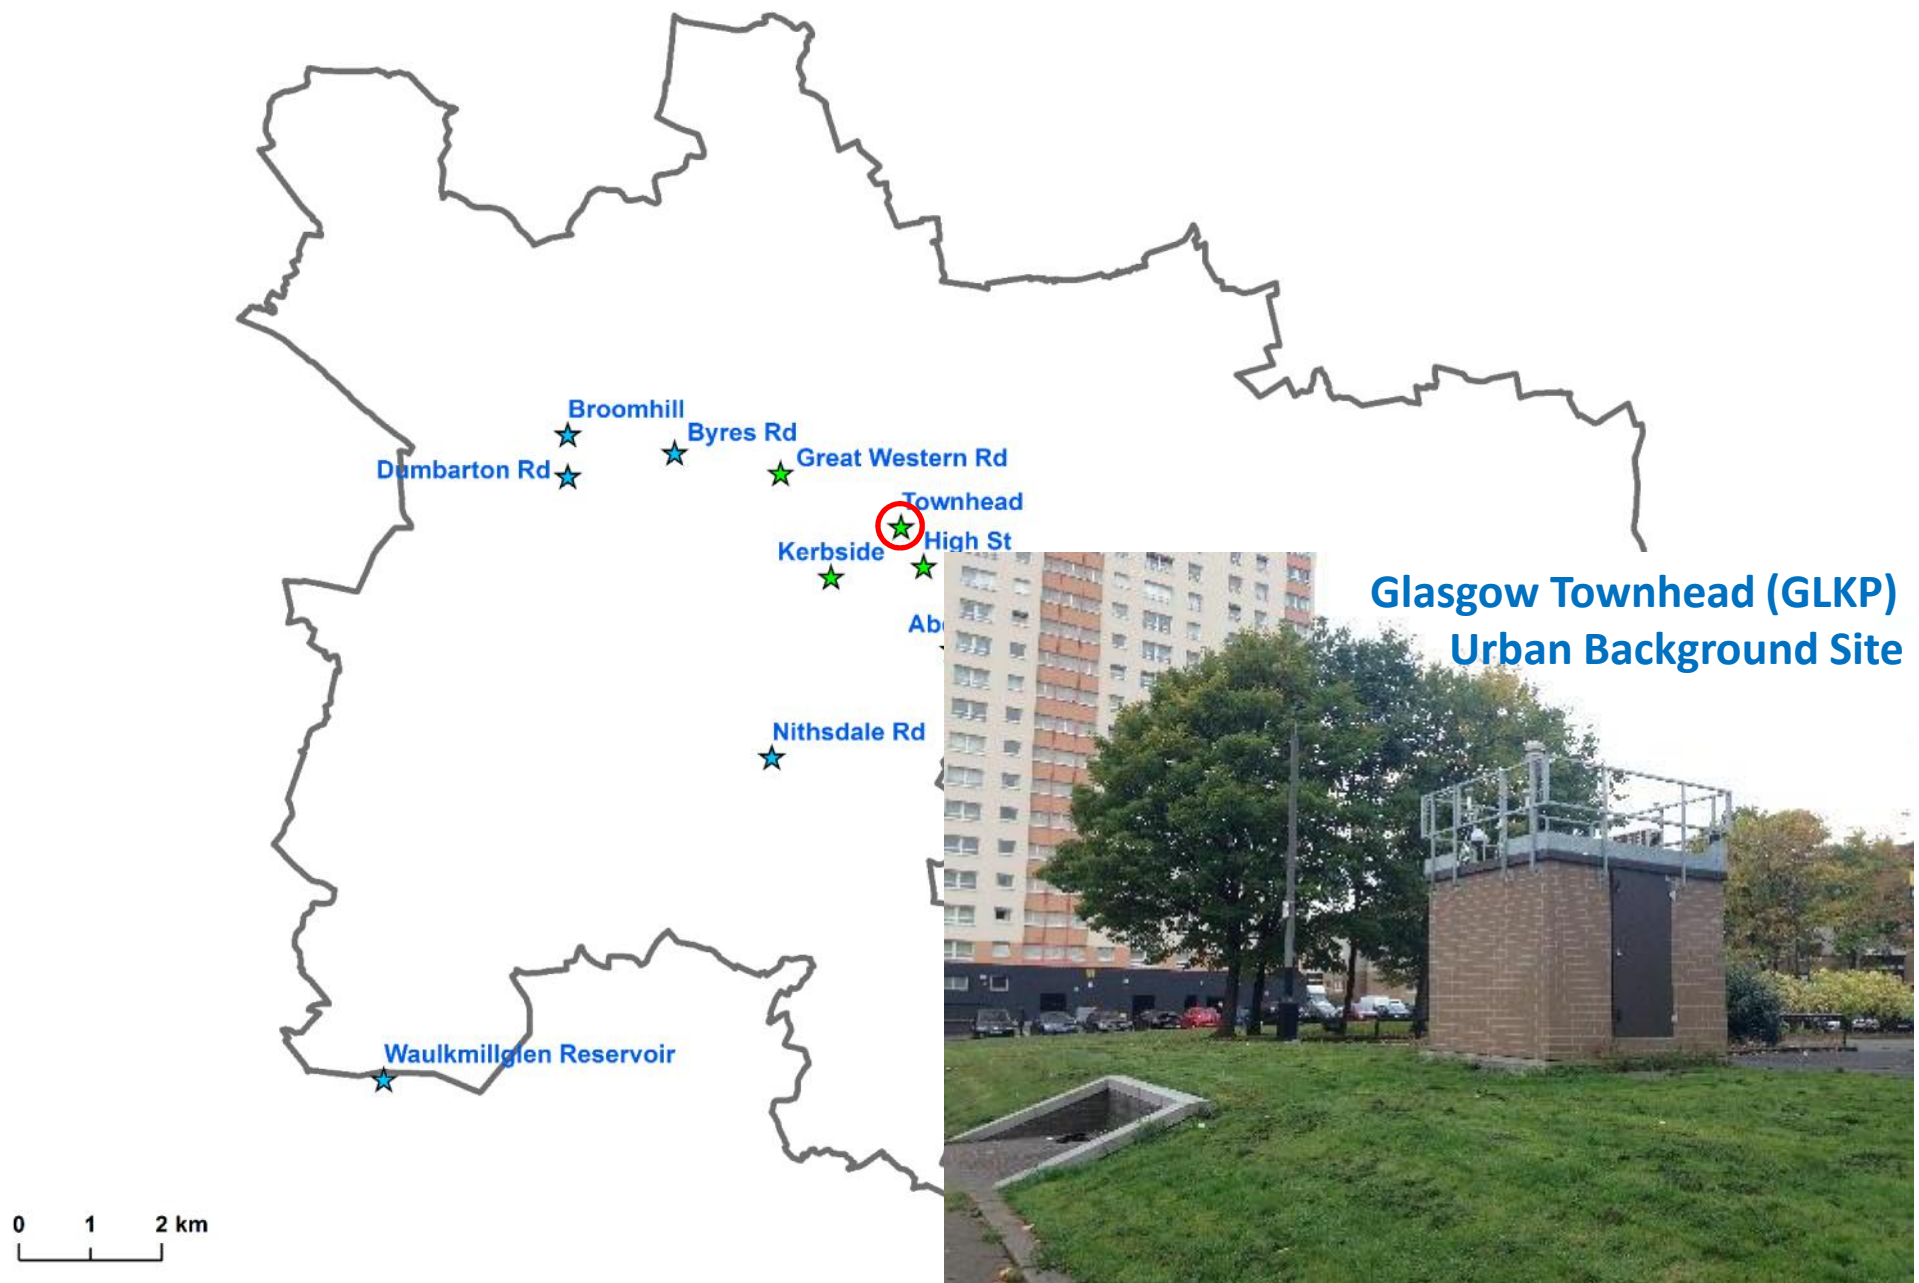 Broomhill
Byres Rd
Dumbarton Rd
Great Western Rd
Townhead
Kerbside
High St
Glasgow Townhead (GLKP)
Urban Background Site
Nithsdale Rd
Waulkmillglen Reservoir
0 1 2 km